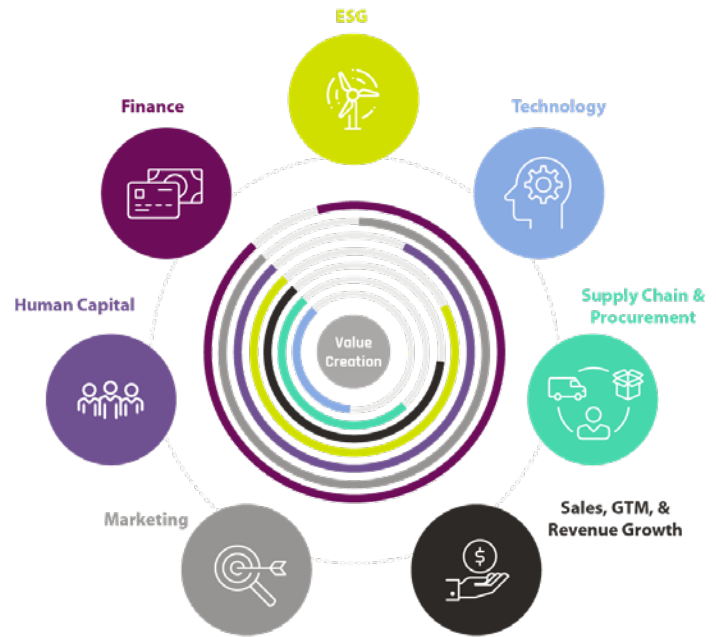 ESG
Finance
Technology
Human Capital
Supply Chain &
Procurement
Value
Creation
Marketing
Sales, GTM, &
Revenue Growth
$